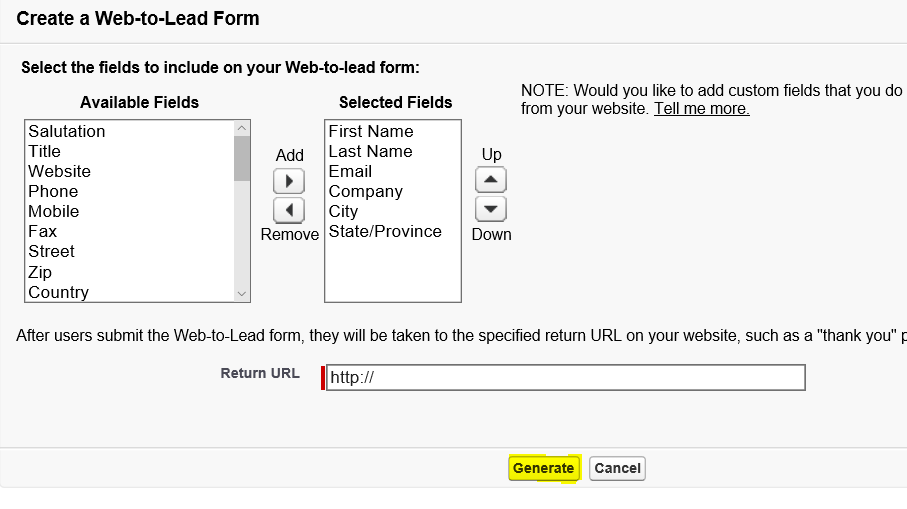 Create a Web-to-Lead Form
Select the fields to include on your Web-to-lead form:
Available Fields
Salutation
Title
Website
Phone
Mobile
Fax
Street
Zip
Country
Add
Remove
Selected Fields
First Name
Last Name
Email
Company
City
State/Province
Up
Down
NOTE: Would you like to add custom fields that you do
from your website. Tell me more.
After users submit the Web-to-Lead form, they will be taken to the specified return URL on your website, such as a "thank you" p
Return URL
http://
Generate
Cancel